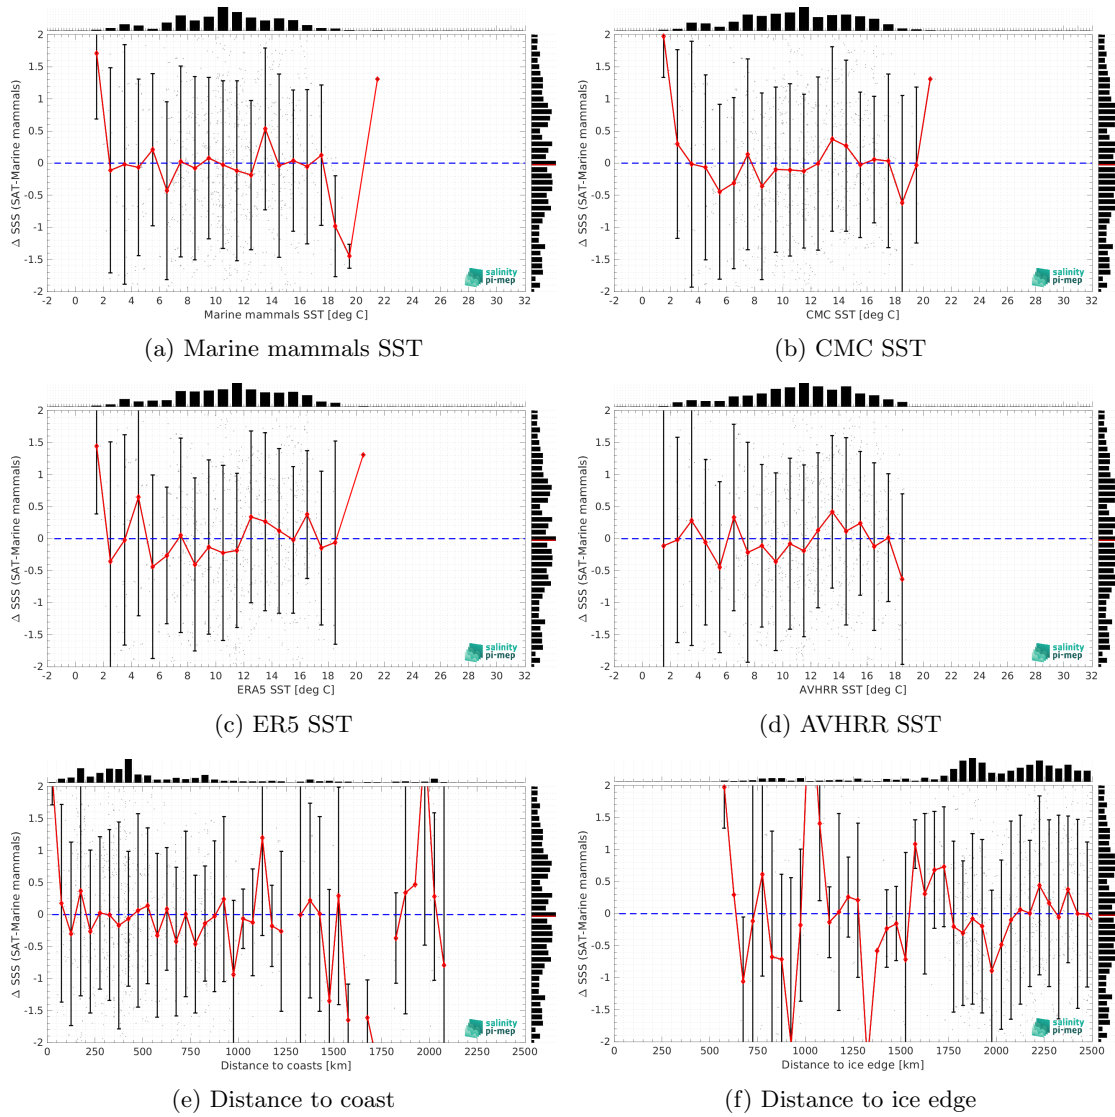 2
1.5
1
0.5
0
-0.5
-1
-1.5
-2
Δ SSS (SAT-Marine mammals)
-2 0 2 4 6 8 10 12 14 16 18 20 22 24 26 28 30 32
Marine mammals SST [deg C]
salinity
pi-mep
(a) Marine mammals SST
2
1.5
1
0.5
0
-0.5
-1
-1.5
-2
Δ SSS (SAT-Marine mammals)
-2 0 2 4 6 8 10 12 14 16 18 20 22 24 26 28 30 32
CMC SST [deg C]
salinity
pi-mep
(b) CMC SST
2
1.5
1
0.5
0
-0.5
-1
-1.5
-2
Δ SSS (SAT-Marine mammals)
-2 0 2 4 6 8 10 12 14 16 18 20 22 24 26 28 30 32
ERA5 SST [deg C]
salinity
pi-mep
(c) ER5 SST
2
1.5
1
0.5
0
-0.5
-1
-1.5
-2
Δ SSS (SAT-Marine mammals)
-2 0 2 4 6 8 10 12 14 16 18 20 22 24 26 28 30 32
AVHRR SST [deg C]
salinity
pi-mep
(d) AVHRR SST
2
1.5
1
0.5
0
-0.5
-1
-1.5
-2
Δ SSS (SAT-Marine mammals)
0 250 500 750 1000 1250 1500 1750 2000 2250 2500
Distance to coasts [km]
salinity
pi-mep
(e) Distance to coast
2
1.5
1
0.5
0
-0.5
-1
-1.5
-2
Δ SSS (SAT-Marine mammals)
0 250 500 750 1000 1250 1500 1750 2000 2250 2500
Distance to ice edge [km]
salinity
pi-mep
(f) Distance to ice edge